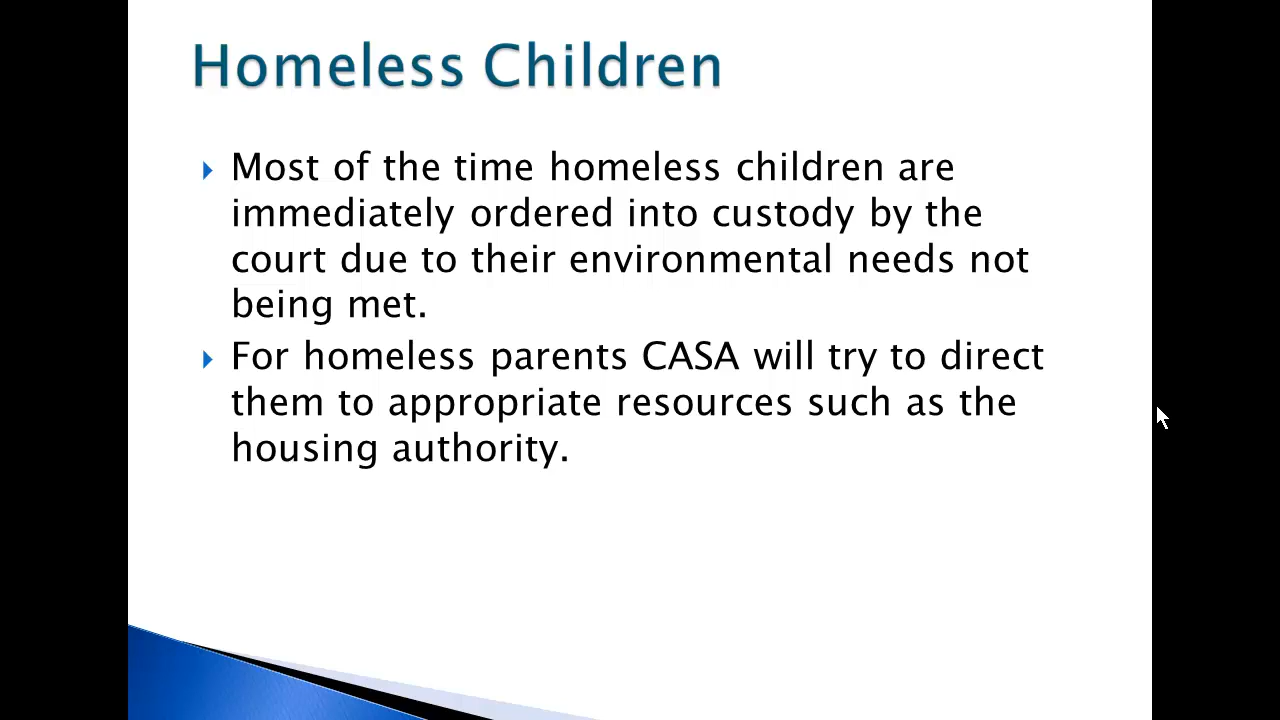 Homeless Children
Most of the time homeless children are
immediately ordered into custody by the
court due to their environmental needs not
being met.
For homeless parents CASA will try to direct
them to appropriate resources such as the
housing authority.